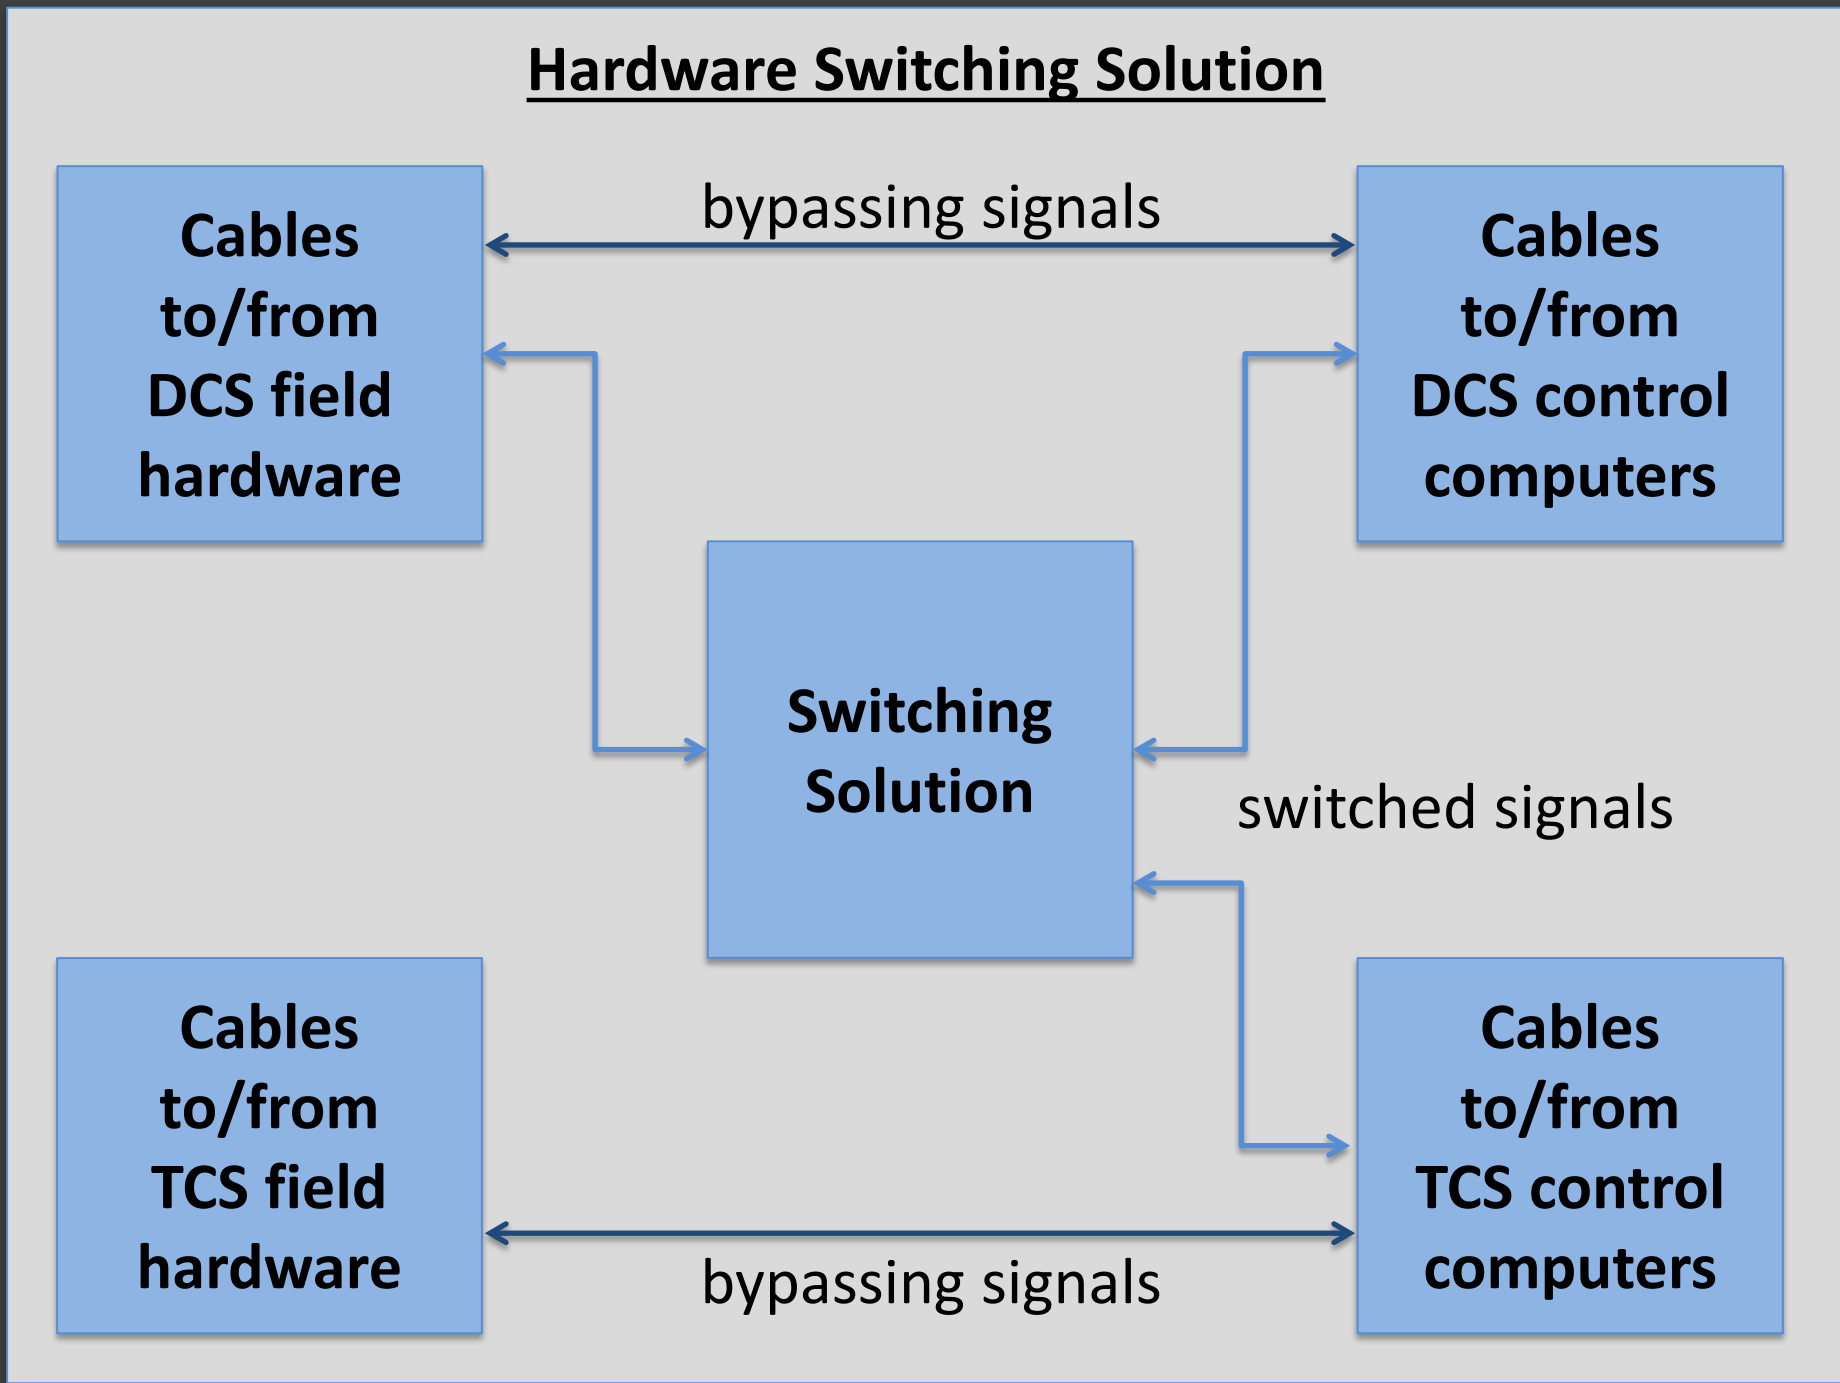 Hardware Switching Solution
Cables
to/from
DCS field
hardware
bypassing signals
Cables
to/from
DCS control
computers
Switching
Solution
switched signals
Cables
to/from
TCS field
hardware
bypassing signals
Cables
to/from
TCS control
computers